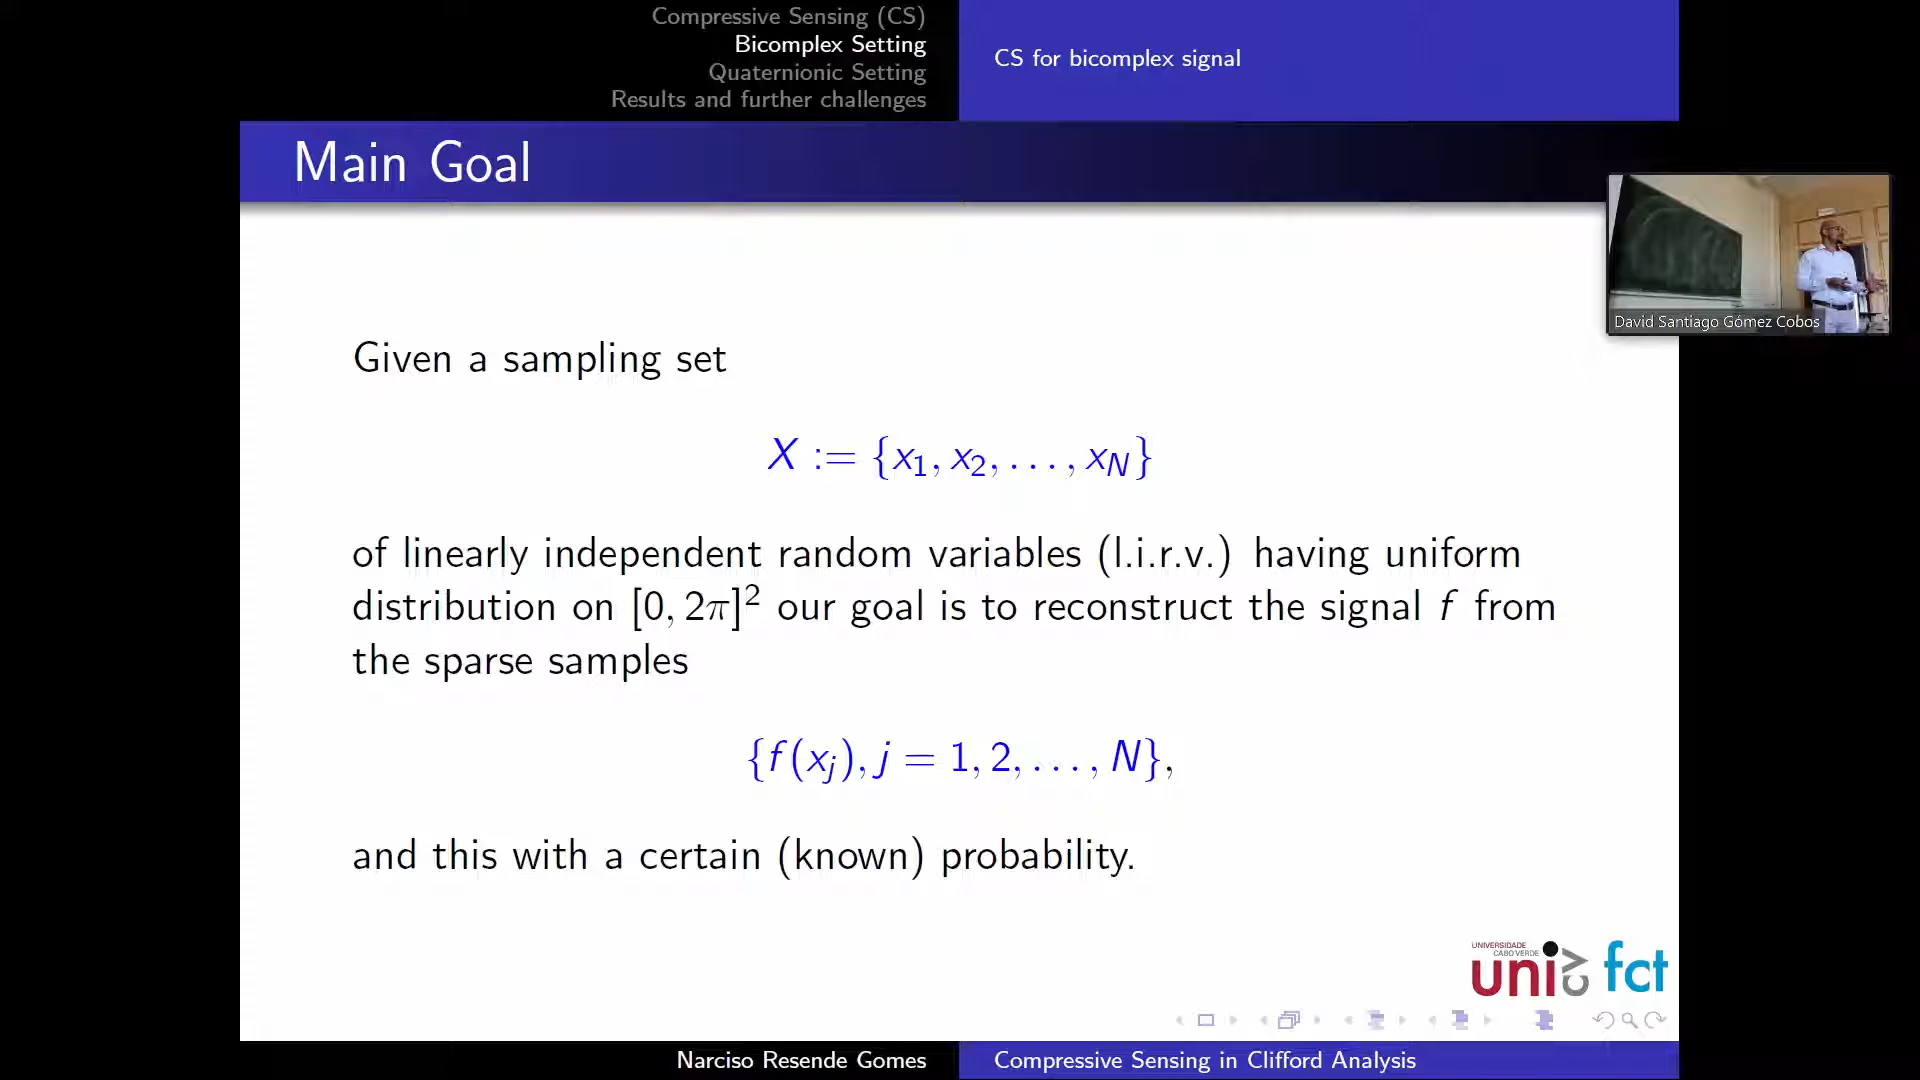 Compressive Sensing (CS)
Bicomplex Setting
Quaternionic Setting
Results and further challenges
CS for bicomplex signal
Main Goal
David Santiago Gómez Cobos
Given a sampling set
X := {x₁, x₂, . . . , x_N}
of linearly independent random variables (l.i.r.v.) having uniform
distribution on [0, 2π]² our goal is to reconstruct the signal f from
the sparse samples
{f(x_j), j = 1, 2, . . . , N},
and this with a certain (known) probability.
UNIVERSIDADE
CABO VERDE
uni cv
fct
Narciso Resende Gomes
Compressive Sensing in Clifford Analysis